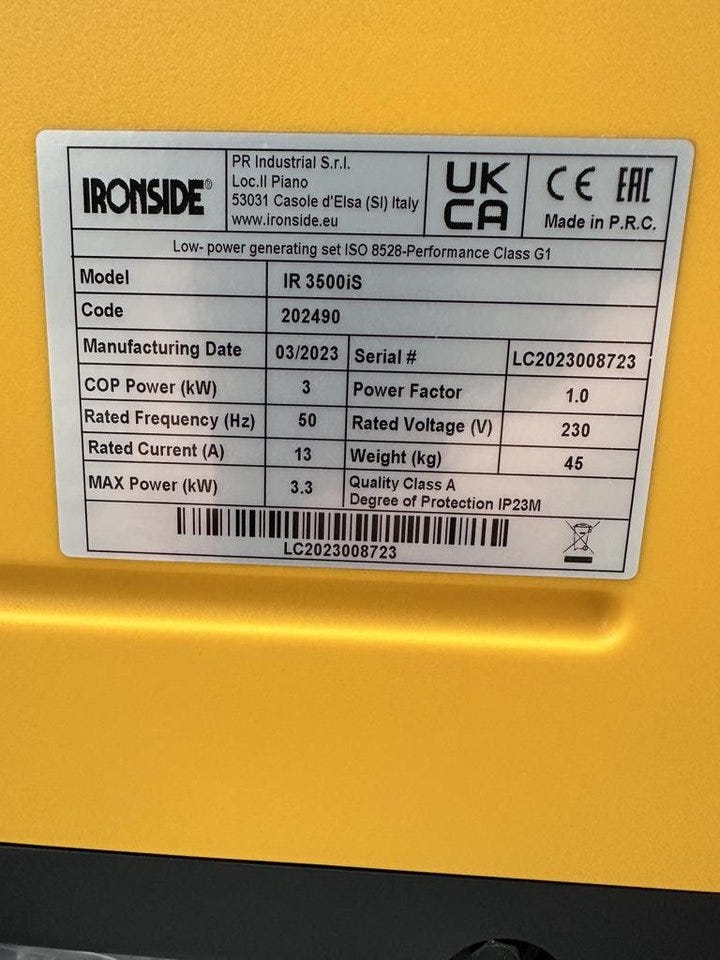 IRONSIDE®
PR Industrial S.r.l.
Loc.Il Piano
53031 Casole d'Elsa (SI) Italy
www.ironside.eu
UK
CA
CE EAC
Made in P.R.C.
Low- power generating set ISO 8528-Performance Class G1
Model IR 3500iS
Code 202490
Manufacturing Date 03/2023 Serial # LC2023008723
COP Power (kW) 3 Power Factor 1.0
Rated Frequency (Hz) 50 Rated Voltage (V) 230
Rated Current (A) 13 Weight (kg) 45
MAX Power (kW) 3.3 Quality Class A
Degree of Protection IP23M
LC2023008723